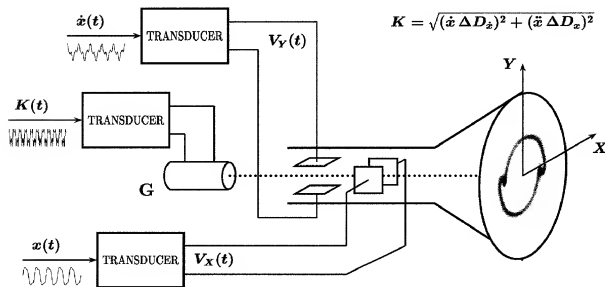 ẋ(t)
TRANSDUCER
V_Y(t)
K = √((ẋ ΔD_ẋ)² + (ẍ ΔD_x)²)
K(t)
TRANSDUCER
G
Y
X
x(t)
TRANSDUCER
V_X(t)